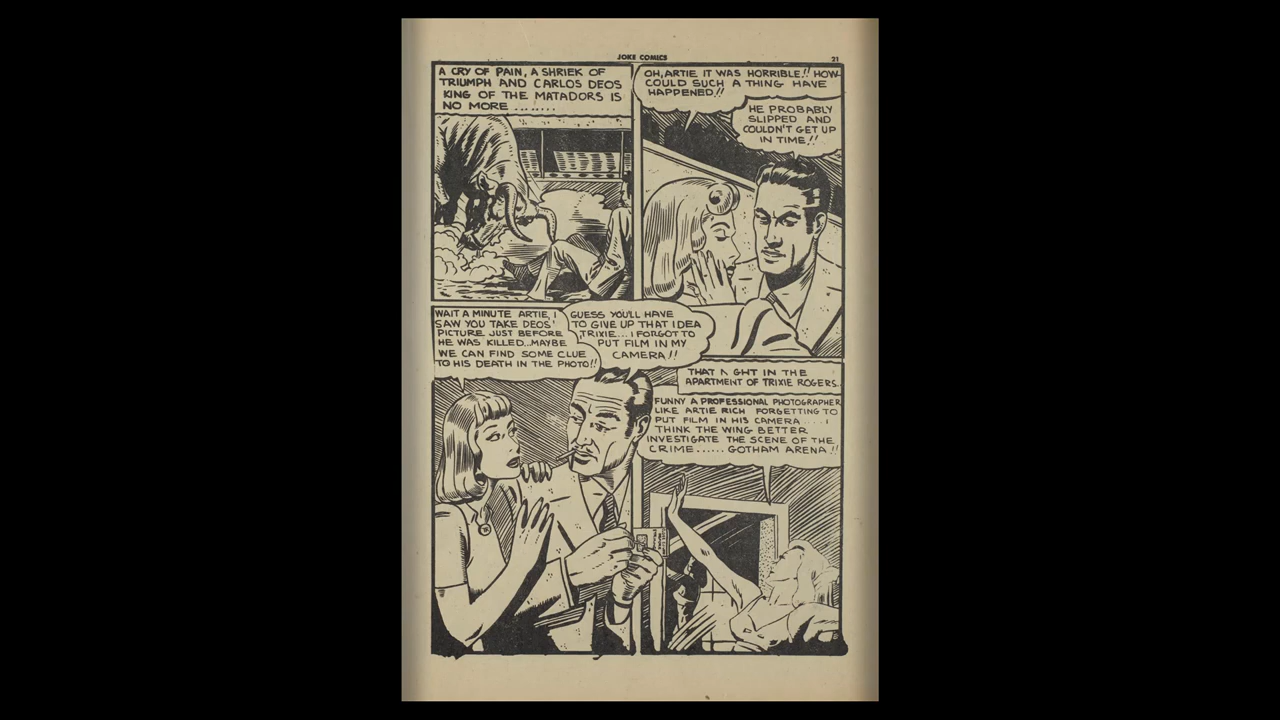 JOKE COMICS
21
A CRY OF PAIN, A SHRIEK OF
TRIUMPH AND CARLOS DEOS
KING OF THE MATADORS IS
NO MORE ........
OH, ARTIE IT WAS HORRIBLE!! HOW
COULD SUCH A THING HAVE
HAPPENED!!
HE PROBABLY
SLIPPED AND
COULDN'T GET UP
IN TIME!!
WAIT A MINUTE ARTIE, I
SAW YOU TAKE DEOS'
PICTURE JUST BEFORE
HE WAS KILLED...MAYBE
WE CAN FIND SOME CLUE
TO HIS DEATH IN THE PHOTO!!
GUESS YOU'LL HAVE
TO GIVE UP THAT IDEA
TRIXIE... I FORGOT TO
PUT FILM IN MY
CAMERA!!
THAT N GHT IN THE
APARTMENT OF TRIXIE ROGERS.
FUNNY A PROFESSIONAL PHOTOGRAPHER
LIKE ARTIE RICH FORGETTING TO
PUT FILM IN HIS CAMERA .... I
THINK THE WING BETTER
INVESTIGATE THE SCENE OF THE
CRIME...... GOTHAM ARENA!!